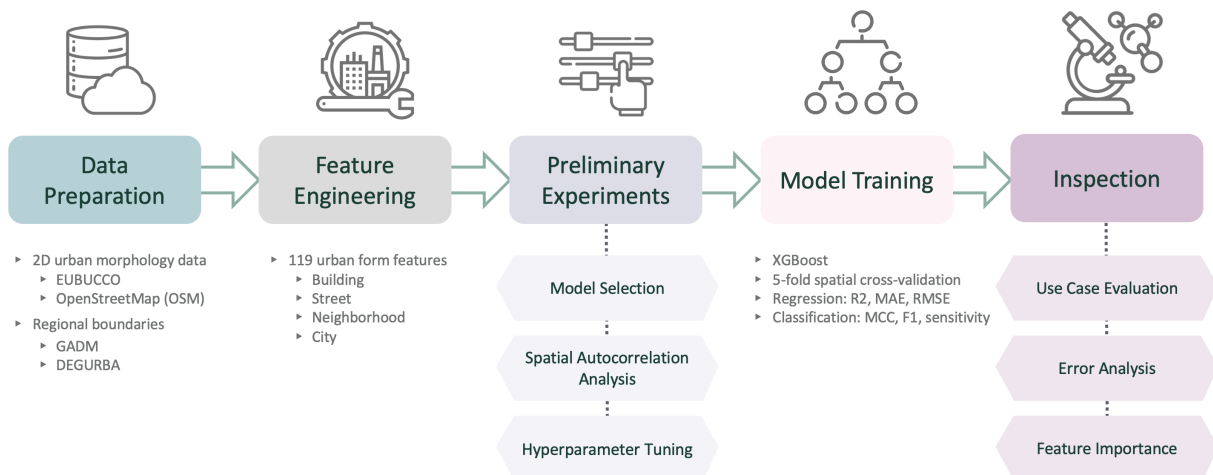 Data
Preparation
Feature
Engineering
Preliminary
Experiments
Model Training
Inspection
2D urban morphology data
EUBUCCO
OpenStreetMap (OSM)
Regional boundaries
GADM
DEGURBA
119 urban form features
Building
Street
Neighborhood
City
Model Selection
Spatial Autocorrelation
Analysis
Hyperparameter Tuning
XGBoost
5-fold spatial cross-validation
Regression: R2, MAE, RMSE
Classification: MCC, F1, sensitivity
Use Case Evaluation
Error Analysis
Feature Importance